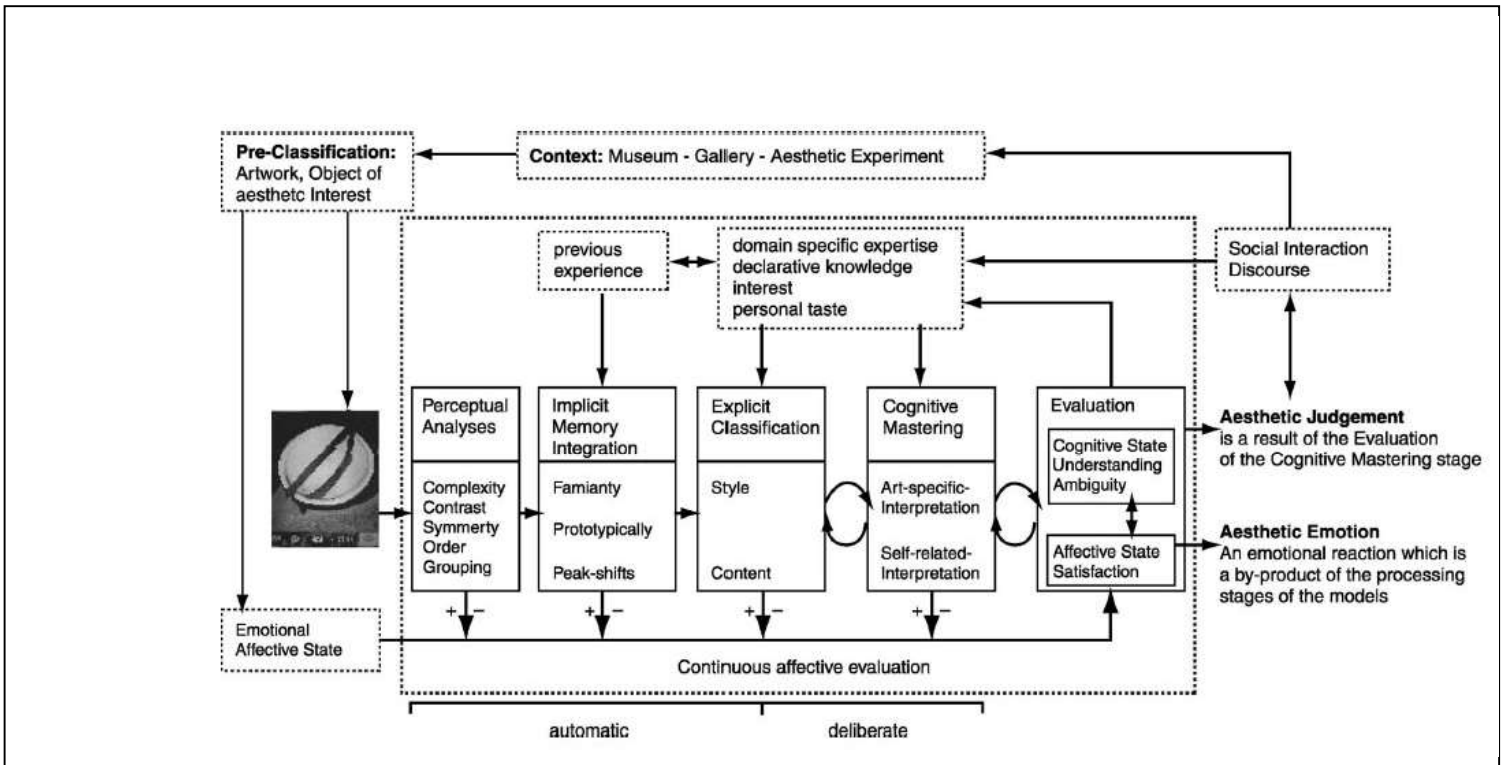 Pre-Classification:
Artwork, Object of
aesthetc Interest
Context: Museum - Gallery - Aesthetic Experiment
previous
experience
domain specific expertise
declarative knowledge
interest
personal taste
Social Interaction
Discourse
Perceptual
Analyses
Complexity
Contrast
Symmerty
Order
Grouping
Implicit
Memory
Integration
Famianty
Prototypically
Peak-shifts
Explicit
Classification
Style
Content
Cognitive
Mastering
Art-specific-
Interpretation
Self-related-
Interpretation
Evaluation
Cognitive State
Understanding
Ambiguity
Affective State
Satisfaction
Aesthetic Judgement
is a result of the Evaluation
of the Cognitive Mastering stage
Aesthetic Emotion
An emotional reaction which is
a by-product of the processing
stages of the models
+ −
+ −
+ −
+ −
Emotional
Affective State
Continuous affective evaluation
automatic
deliberate